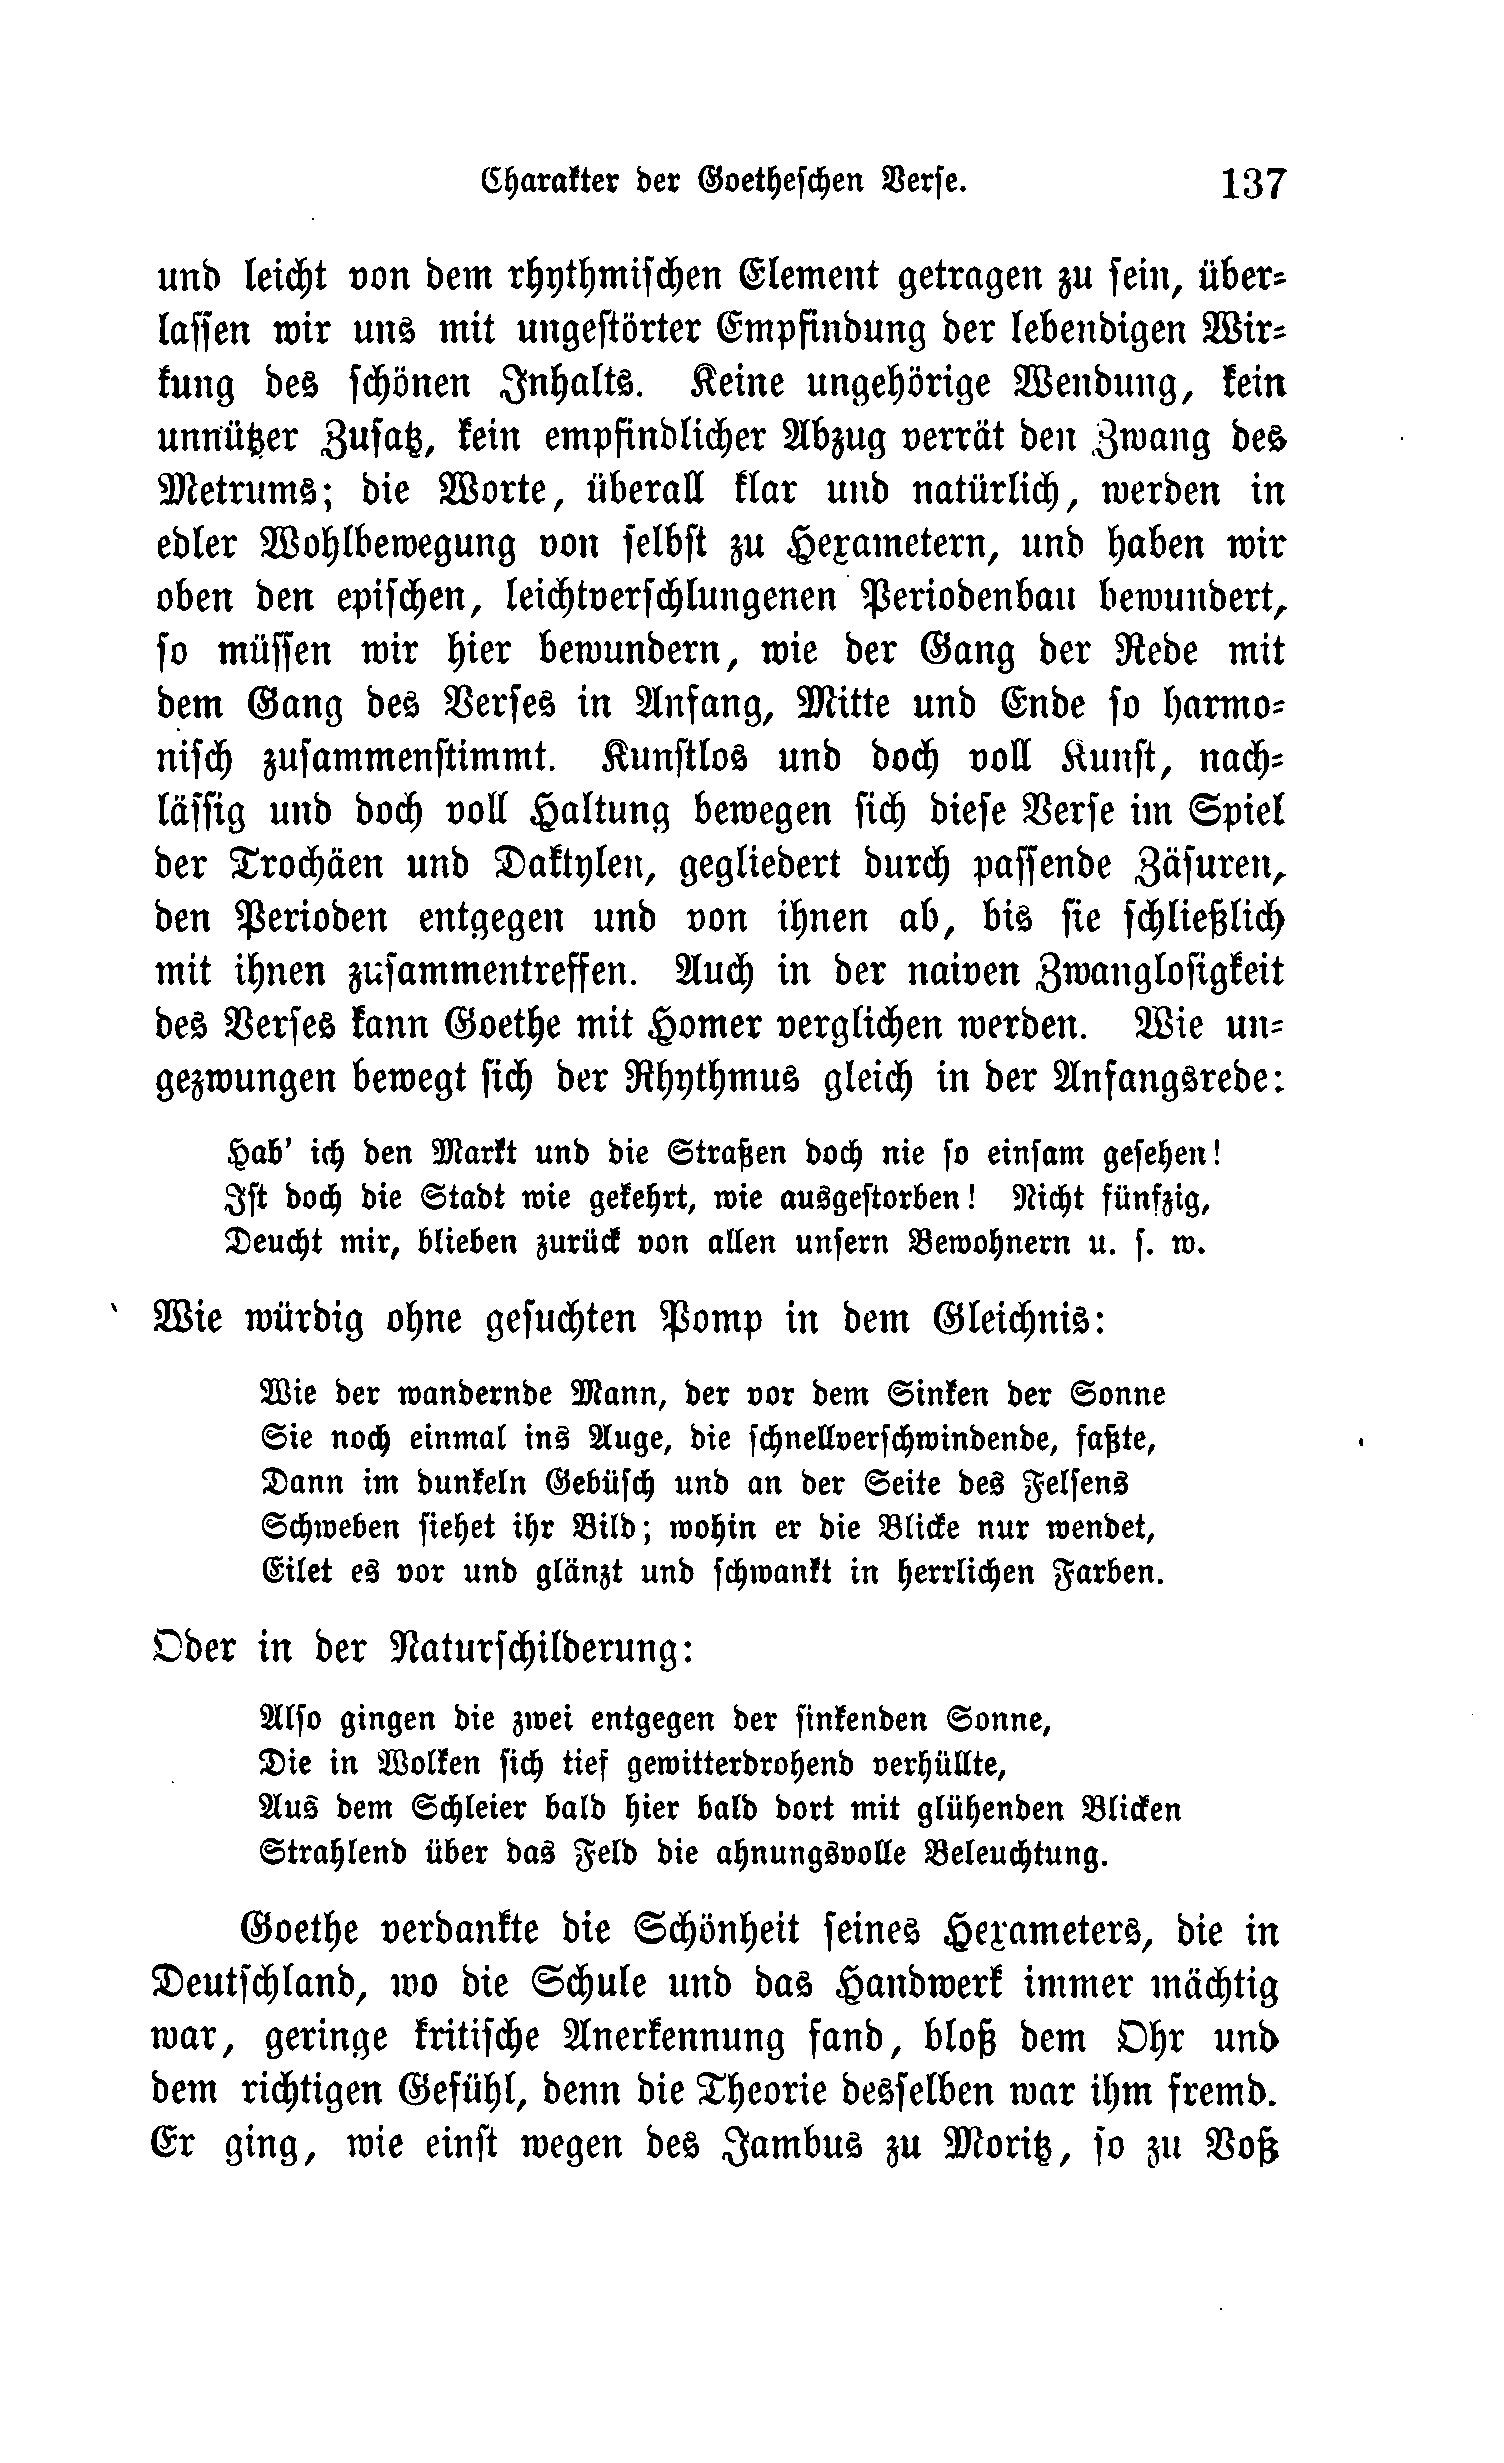 Charakter der Goetheschen Verse. 137
und leicht von dem rhythmischen Element getragen zu sein, über-
lassen wir uns mit ungestörter Empfindung der lebendigen Wir-
kung des schönen Inhalts. Keine ungehörige Wendung, kein
unnützer Zusatz, kein empfindlicher Abzug verrät den Zwang des
Metrums; die Worte, überall klar und natürlich, werden in
edler Wohlbewegung von selbst zu Hexametern, und haben wir
oben den epischen, leichtverschlungenen Periodenbau bewundert,
so müssen wir hier bewundern, wie der Gang der Rede mit
dem Gang des Verses in Anfang, Mitte und Ende so harmo-
nisch zusammenstimmt. Kunstlos und doch voll Kunst, nach-
lässig und doch voll Haltung bewegen sich diese Verse im Spiel
der Trochäen und Daktylen, gegliedert durch passende Zäsuren,
den Perioden entgegen und von ihnen ab, bis sie schließlich
mit ihnen zusammentreffen. Auch in der naiven Zwanglosigkeit
des Verses kann Goethe mit Homer verglichen werden. Wie un-
gezwungen bewegt sich der Rhythmus gleich in der Anfangsrede:
Hab' ich den Markt und die Straßen doch nie so einsam gesehen!
Ist doch die Stadt wie gekehrt, wie ausgestorben! Nicht fünfzig,
Deucht mir, blieben zurück von allen unsern Bewohnern u. s. w.
Wie würdig ohne gesuchten Pomp in dem Gleichnis:
Wie der wandernde Mann, der vor dem Sinken der Sonne
Sie noch einmal ins Auge, die schnellverschwindende, faßte,
Dann im dunkeln Gebüsch und an der Seite des Felsens
Schweben siehet ihr Bild; wohin er die Blicke nur wendet,
Eilet es vor und glänzt und schwankt in herrlichen Farben.
Oder in der Naturschilderung:
Also gingen die zwei entgegen der sinkenden Sonne,
Die in Wolken sich tief gewitterdrohend verhüllte,
Aus dem Schleier bald hier bald dort mit glühenden Blicken
Strahlend über das Feld die ahnungsvolle Beleuchtung.
Goethe verdankte die Schönheit seines Hexameters, die in
Deutschland, wo die Schule und das Handwerk immer mächtig
war, geringe kritische Anerkennung fand, bloß dem Ohr und
dem richtigen Gefühl, denn die Theorie desselben war ihm fremd.
Er ging, wie einst wegen des Jambus zu Moritz, so zu Voß